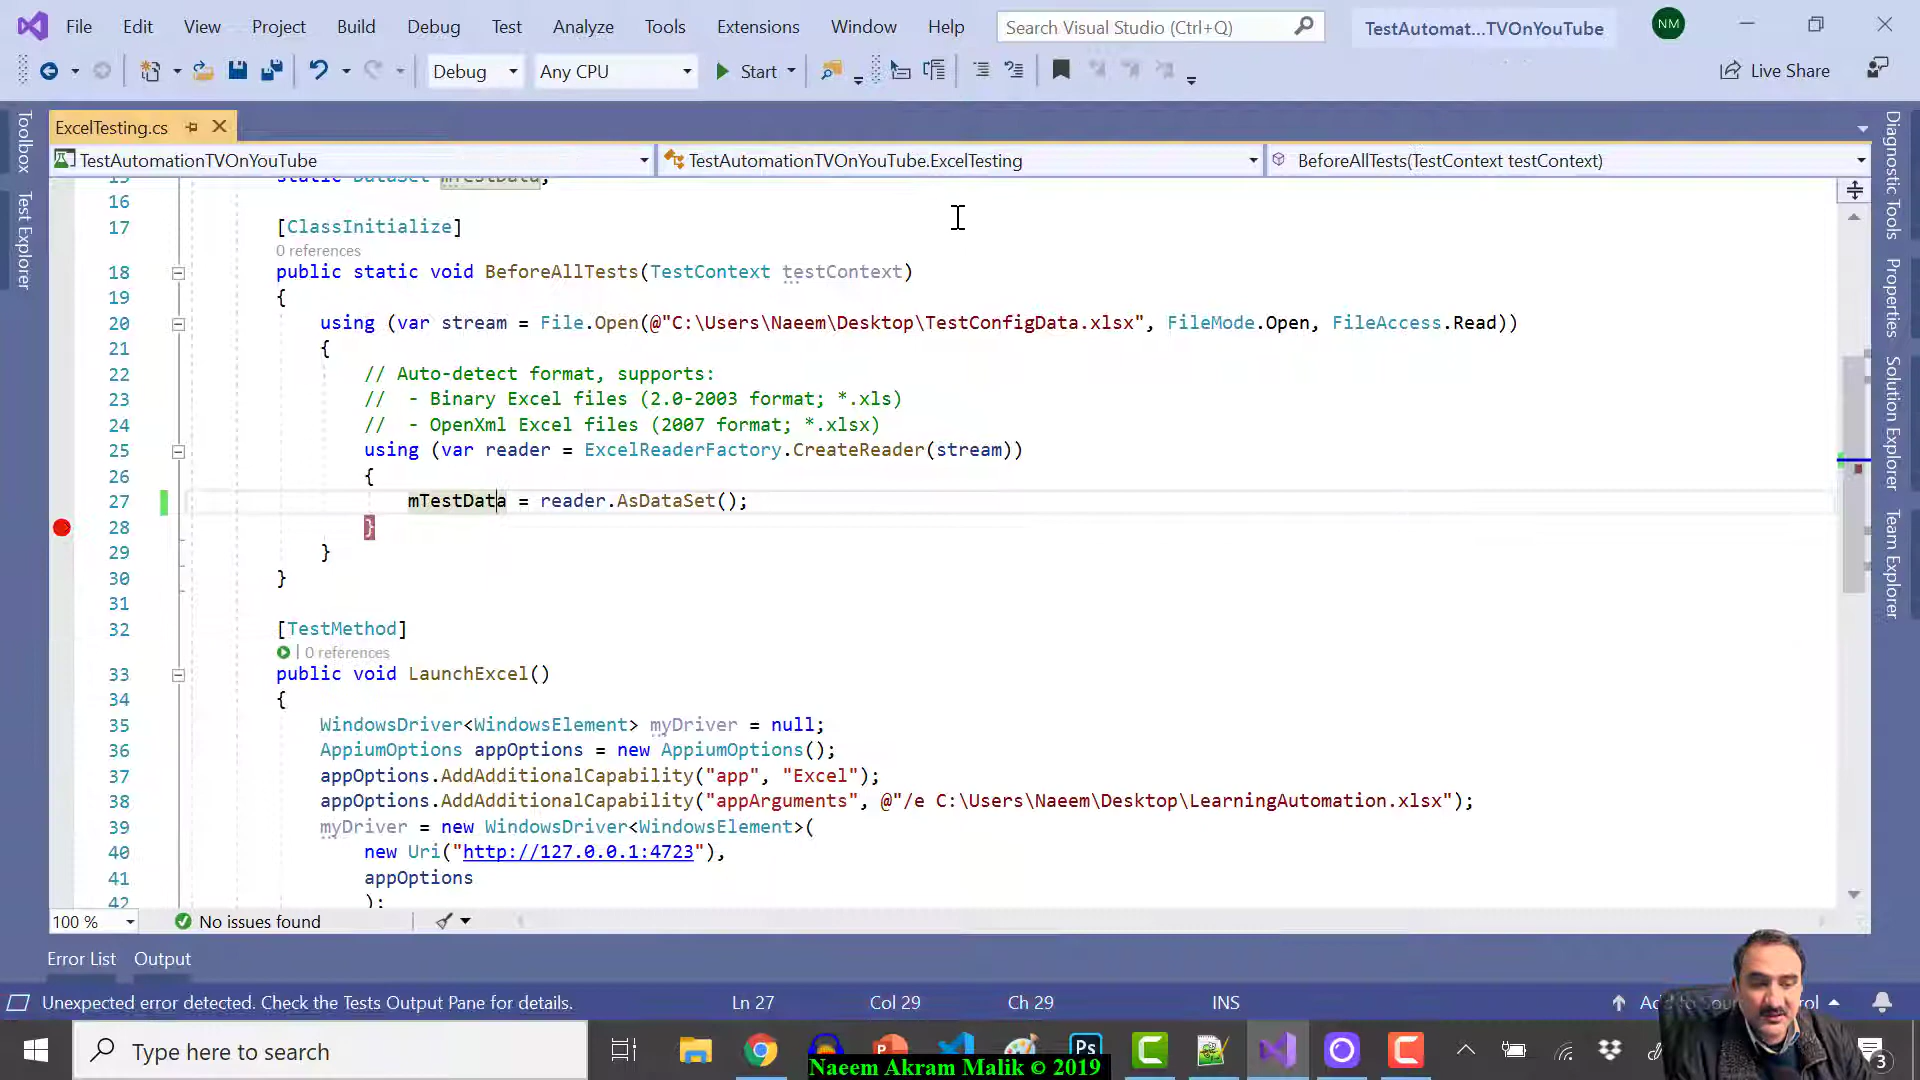 File Edit View Project Build Debug Test Analyze Tools Extensions Window Help Search Visual Studio (Ctrl+Q) TestAutomat...TVOnYouTube NM
Debug Any CPU Start Live Share
ExcelTesting.cs
TestAutomationTVOnYouTube TestAutomationTVOnYouTube.ExcelTesting BeforeAllTests(TestContext testContext)
Toolbox
Test Explorer
Diagnostic Tools
Properties
Solution Explorer
Team Explorer
15 static DataSet mTestData;
16
17 [ClassInitialize]
0 references
18 public static void BeforeAllTests(TestContext testContext)
19 {
20 using (var stream = File.Open(@"C:\Users\Naeem\Desktop\TestConfigData.xlsx", FileMode.Open, FileAccess.Read))
21 {
22 // Auto-detect format, supports:
23 //  - Binary Excel files (2.0-2003 format; *.xls)
24 //  - OpenXml Excel files (2007 format; *.xlsx)
25 using (var reader = ExcelReaderFactory.CreateReader(stream))
26 {
27 mTestData = reader.AsDataSet();
28 }
29 }
30 }
31
32 [TestMethod]
| 0 references
33 public void LaunchExcel()
34 {
35 WindowsDriver<WindowsElement> myDriver = null;
36 AppiumOptions appOptions = new AppiumOptions();
37 appOptions.AddAdditionalCapability("app", "Excel");
38 appOptions.AddAdditionalCapability("appArguments", @"/e C:\Users\Naeem\Desktop\LearningAutomation.xlsx");
39 myDriver = new WindowsDriver<WindowsElement>(
40 new Uri("http://127.0.0.1:4723"),
41 appOptions
42 );
100 % No issues found
Error List Output
Unexpected error detected. Check the Tests Output Pane for details. Ln 27 Col 29 Ch 29 INS
Type here to search Ps 3
Naeem Akram Malik © 2019